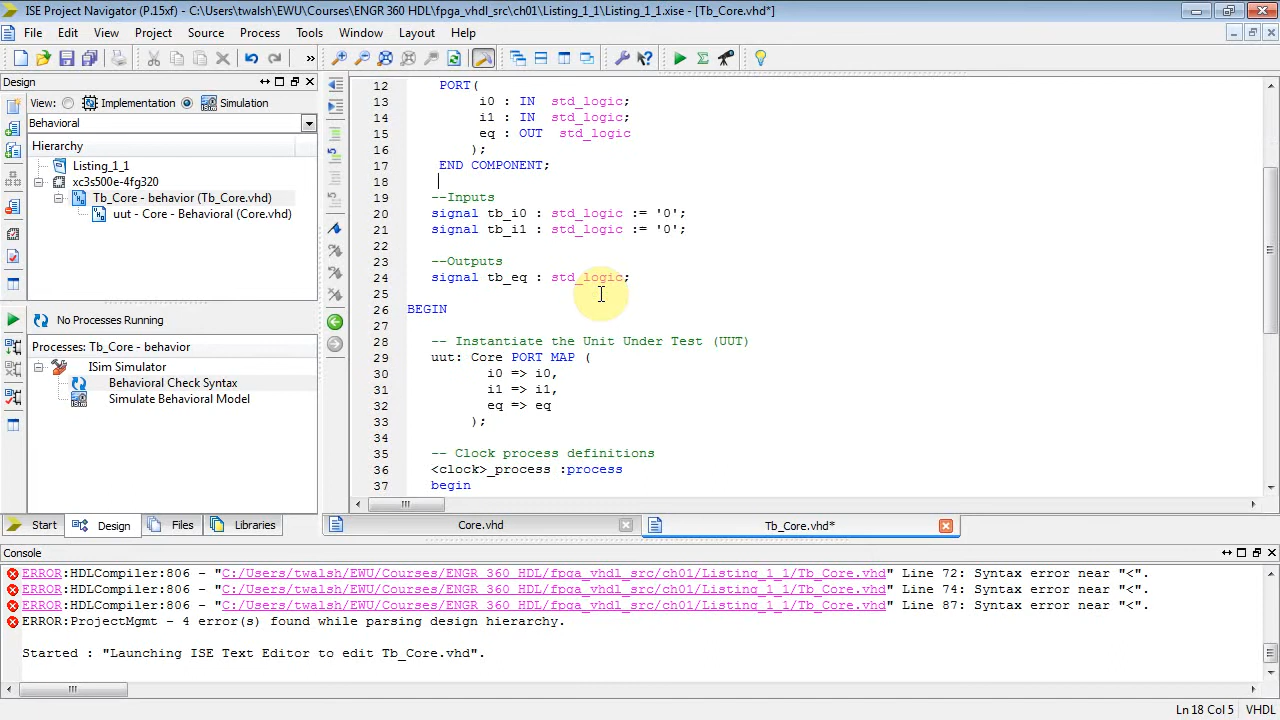 ISE Project Navigator (P.15xf) - C:\Users\twalsh\EWU\Courses\ENGR 360 HDL\fpga_vhdl_src\ch01\Listing_1_1\Listing_1_1.xise - [Tb_Core.vhd*]
File Edit View Project Source Process Tools Window Layout Help
Design
View: Implementation Simulation
Behavioral
Hierarchy
Listing_1_1
xc3s500e-4fg320
Tb_Core - behavior (Tb_Core.vhd)
uut - Core - Behavioral (Core.vhd)
No Processes Running
Processes: Tb_Core - behavior
ISim Simulator
Behavioral Check Syntax
Simulate Behavioral Model
Start Design Files Libraries
12 PORT(
13 i0 : IN std_logic;
14 i1 : IN std_logic;
15 eq : OUT std_logic
16 );
17 END COMPONENT;
18
19 --Inputs
20 signal tb_i0 : std_logic := '0';
21 signal tb_i1 : std_logic := '0';
22
23 --Outputs
24 signal tb_eq : std_logic;
25
26 BEGIN
27
28 -- Instantiate the Unit Under Test (UUT)
29 uut: Core PORT MAP (
30 i0 => i0,
31 i1 => i1,
32 eq => eq
33 );
34
35 -- Clock process definitions
36 <clock>_process :process
37 begin
Core.vhd Tb_Core.vhd*
Console
ERROR:HDLCompiler:806 - "C:/Users/twalsh/EWU/Courses/ENGR 360 HDL/fpga_vhdl_src/ch01/Listing_1_1/Tb_Core.vhd" Line 72: Syntax error near "<".
ERROR:HDLCompiler:806 - "C:/Users/twalsh/EWU/Courses/ENGR 360 HDL/fpga_vhdl_src/ch01/Listing_1_1/Tb_Core.vhd" Line 74: Syntax error near "<".
ERROR:HDLCompiler:806 - "C:/Users/twalsh/EWU/Courses/ENGR 360 HDL/fpga_vhdl_src/ch01/Listing_1_1/Tb_Core.vhd" Line 87: Syntax error near "<".
ERROR:ProjectMgmt - 4 error(s) found while parsing design hierarchy.
Started : "Launching ISE Text Editor to edit Tb_Core.vhd".
Ln 18 Col 5 VHDL